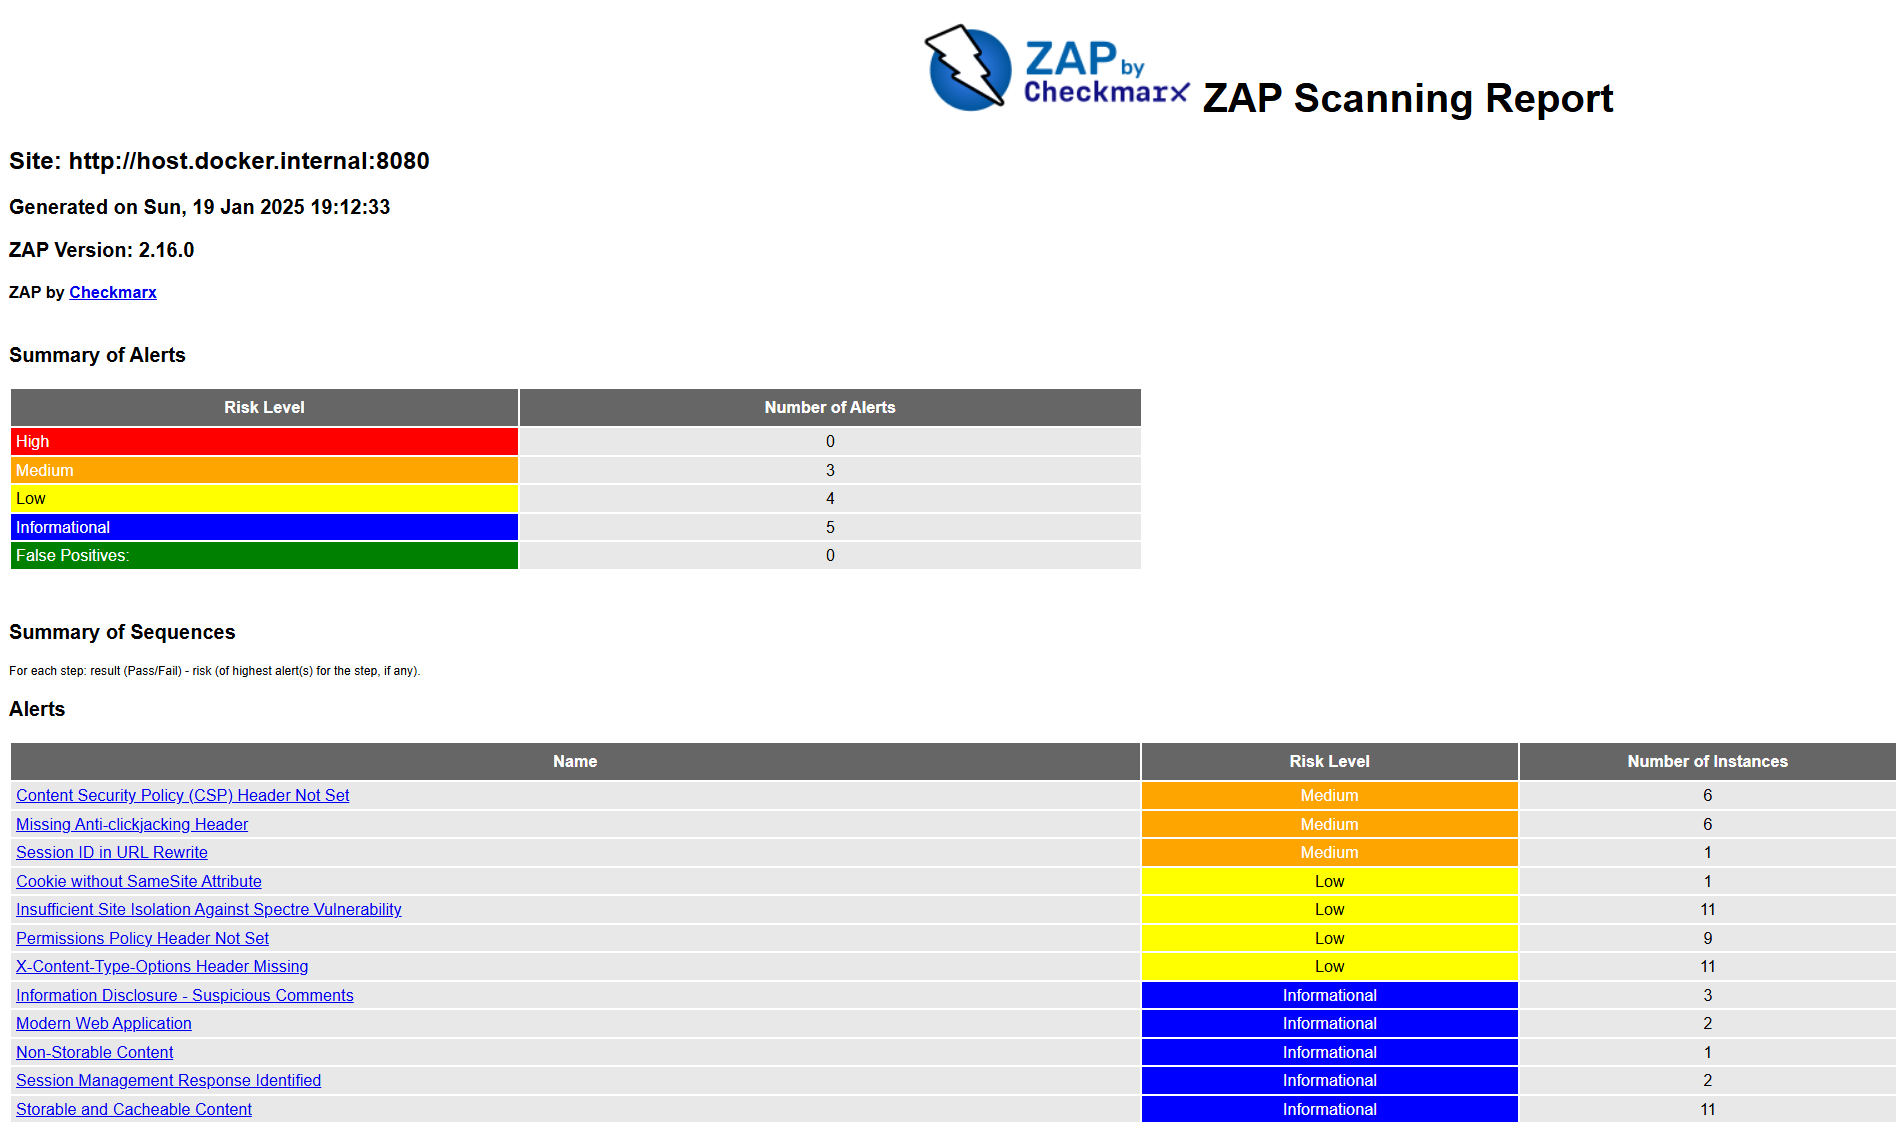 ZAP by
Checkmarx ZAP Scanning Report
Site: http://host.docker.internal:8080
Generated on Sun, 19 Jan 2025 19:12:33
ZAP Version: 2.16.0
ZAP by Checkmarx
Summary of Alerts
Risk Level Number of Alerts
High 0
Medium 3
Low 4
Informational 5
False Positives: 0
Summary of Sequences
For each step: result (Pass/Fail) - risk (of highest alert(s) for the step, if any).
Alerts
Name Risk Level Number of Instances
Content Security Policy (CSP) Header Not Set Medium 6
Missing Anti-clickjacking Header Medium 6
Session ID in URL Rewrite Medium 1
Cookie without SameSite Attribute Low 1
Insufficient Site Isolation Against Spectre Vulnerability Low 11
Permissions Policy Header Not Set Low 9
X-Content-Type-Options Header Missing Low 11
Information Disclosure - Suspicious Comments Informational 3
Modern Web Application Informational 2
Non-Storable Content Informational 1
Session Management Response Identified Informational 2
Storable and Cacheable Content Informational 11